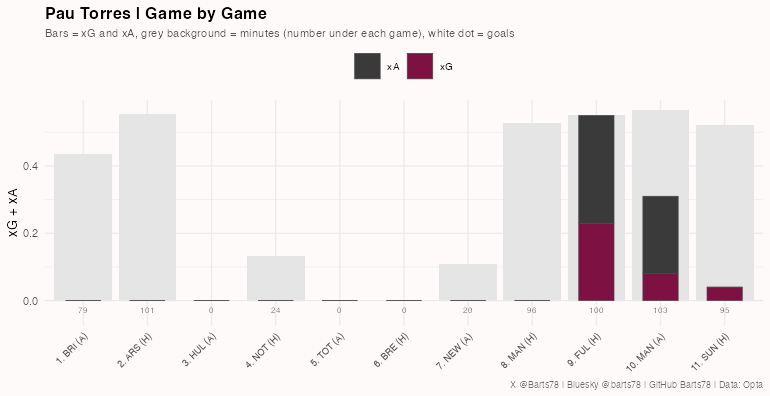 Pau Torres | Game by Game
Bars = xG and xA, grey background = minutes (number under each game), white dot = goals
xA xG
xG + xA
0.4
0.2
0.0
79 101 0 24 0 0 20 96 100 103 95
1. BRI (A) 2. ARS (H) 3. HUL (A) 4. NOT (H) 5. TOT (A) 6. BRE (H) 7. NEW (A) 8. MAN (H) 9. FUL (H) 10. MAN (A) 11. SUN (H)
X @Barts78 | Bluesky @barts78 | GitHub Barts78 | Data: Opta